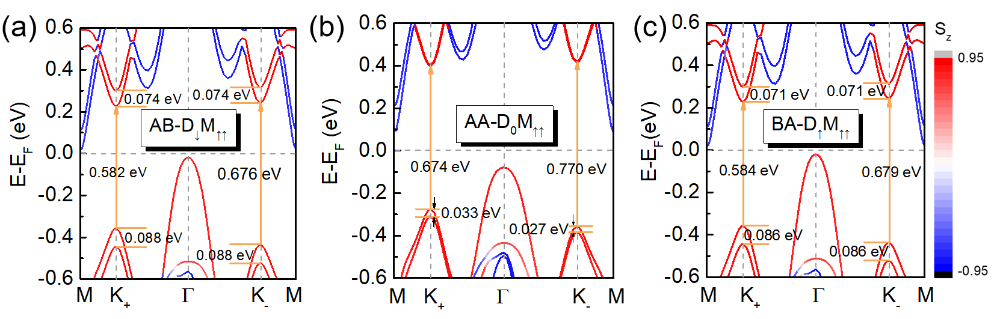 (a)
0.6
0.4
0.2
0.0
-0.2
-0.4
-0.6
E-E_F (eV)
0.074 eV
0.074 eV
AB-D↓M↑↑
0.582 eV
0.676 eV
0.088 eV
0.088 eV
M K₊ Γ K₋ M
(b)
0.6
0.4
0.2
0.0
-0.2
-0.4
-0.6
E-E_F (eV)
AA-D₀M↑↑
0.674 eV
0.770 eV
0.033 eV
0.027 eV
M K₊ Γ K₋ M
(c)
0.6
0.4
0.2
0.0
-0.2
-0.4
-0.6
E-E_F(eV)
0.071 eV
0.071 eV
BA-D↑M↑↑
0.584 eV
0.679 eV
0.086 eV
0.086 eV
M K₊ Γ K₋ M
S_z
0.95
-0.95